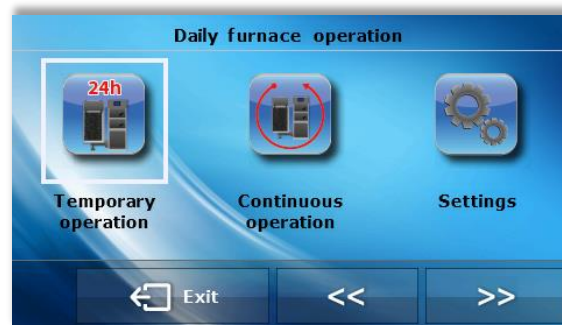 Daily furnace operation
24h
Temporary
operation
Continuous
operation
Settings
Exit
<<
>>